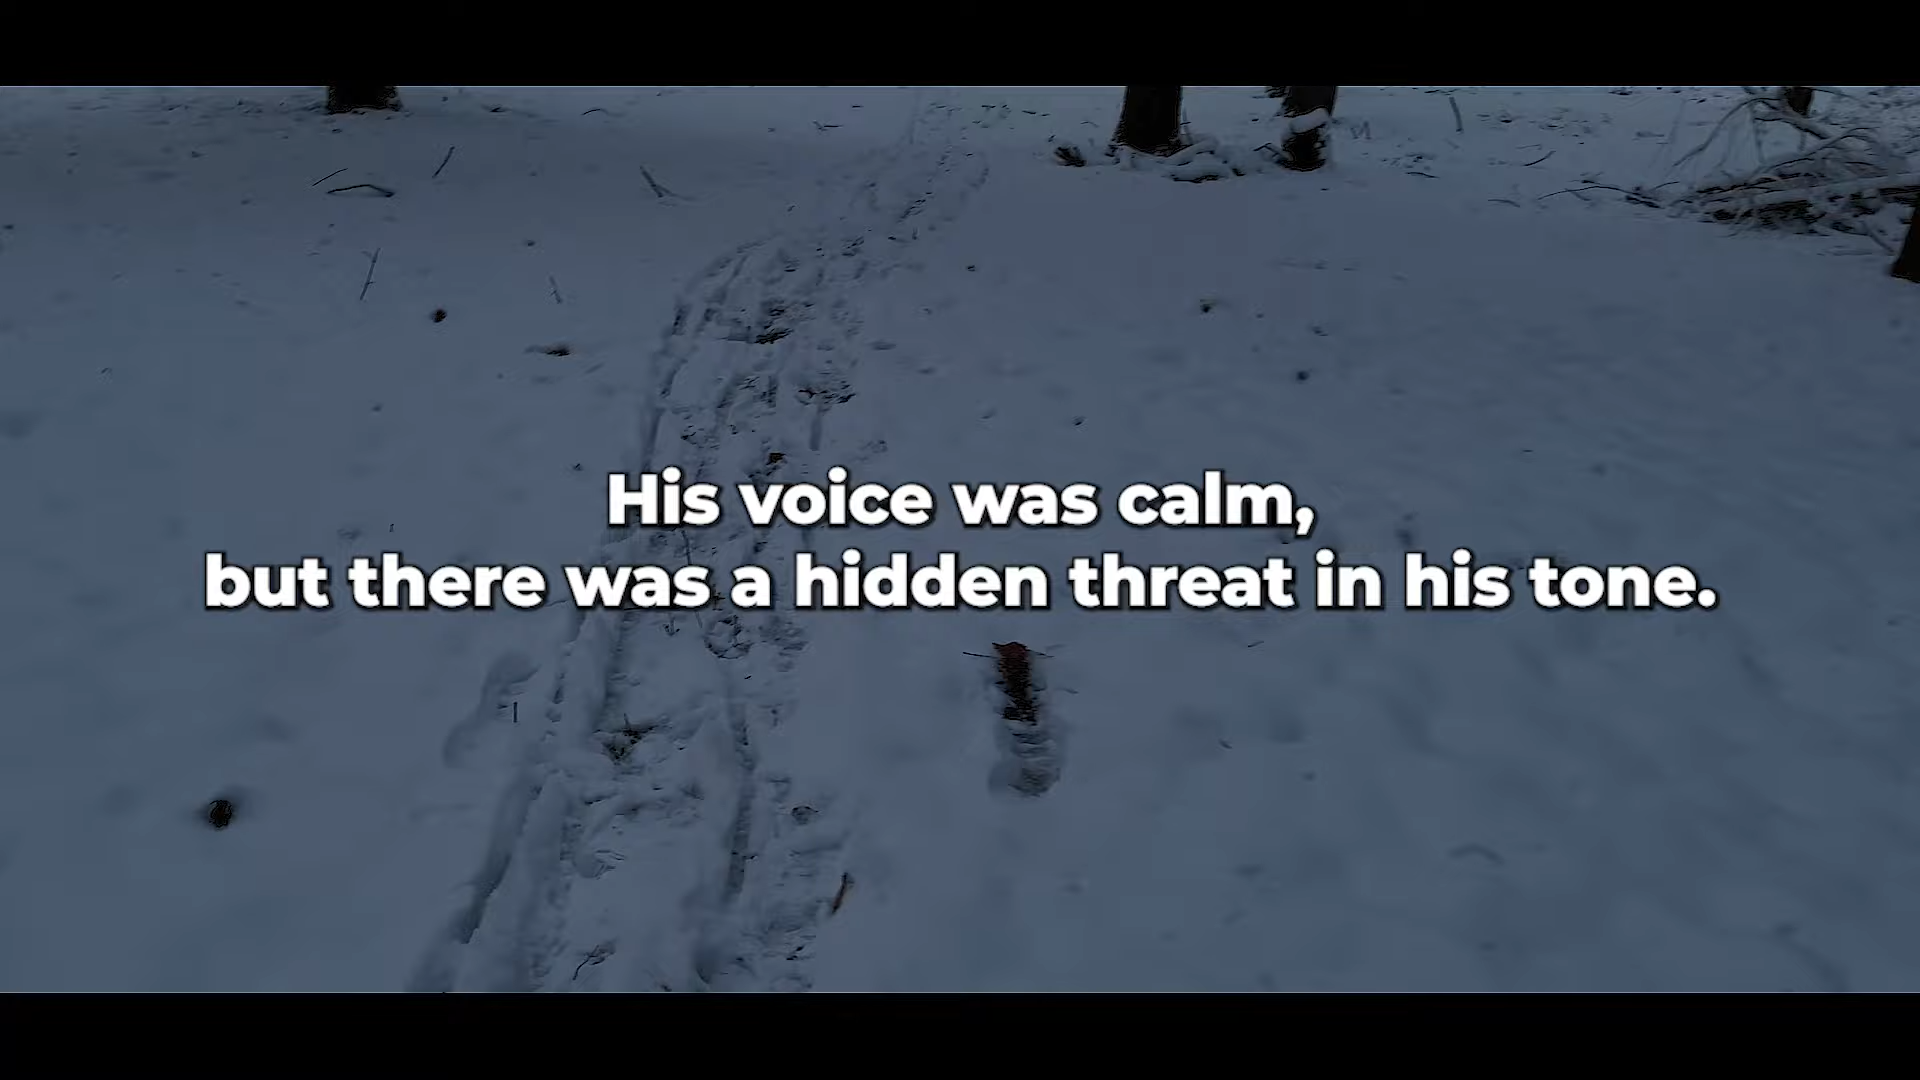 His voice was calm,
but there was a hidden threat in his tone.